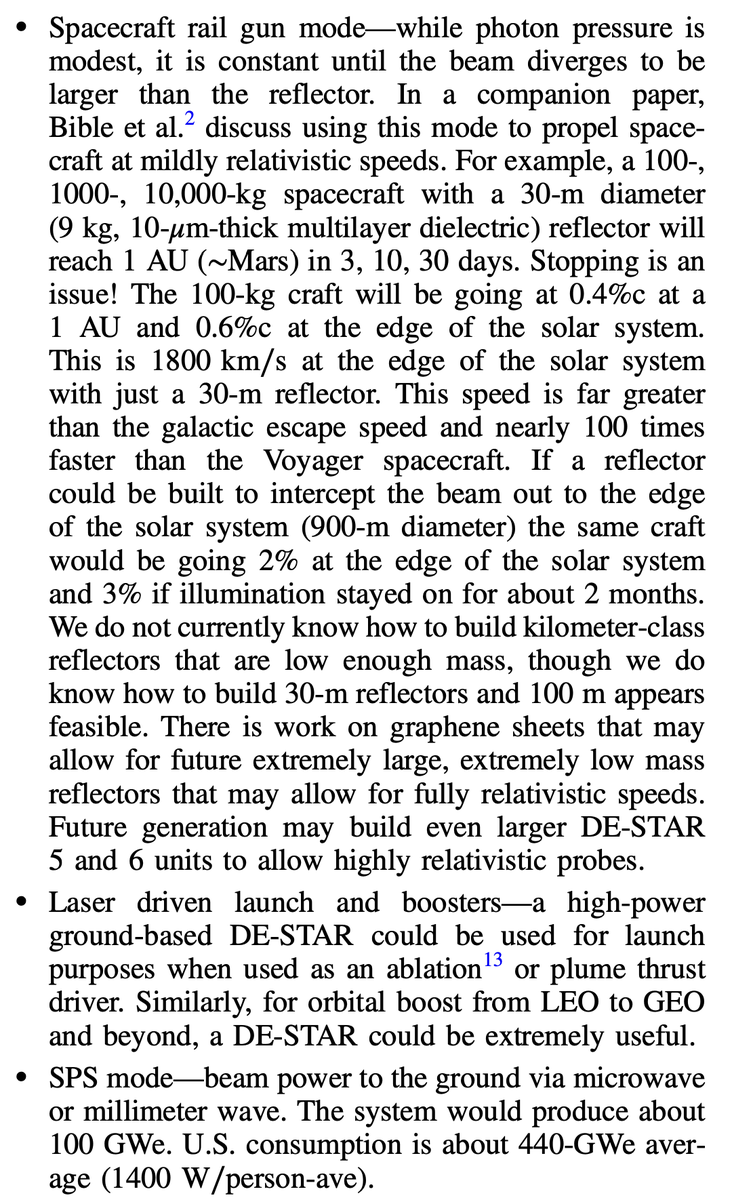 • Spacecraft rail gun mode—while photon pressure is
modest, it is constant until the beam diverges to be
larger than the reflector. In a companion paper,
Bible et al.2 discuss using this mode to propel space-
craft at mildly relativistic speeds. For example, a 100-,
1000-, 10,000-kg spacecraft with a 30-m diameter
(9 kg, 10-μm-thick multilayer dielectric) reflector will
reach 1 AU (~Mars) in 3, 10, 30 days. Stopping is an
issue! The 100-kg craft will be going at 0.4%c at a
1 AU and 0.6%c at the edge of the solar system.
This is 1800 km/s at the edge of the solar system
with just a 30-m reflector. This speed is far greater
than the galactic escape speed and nearly 100 times
faster than the Voyager spacecraft. If a reflector
could be built to intercept the beam out to the edge
of the solar system (900-m diameter) the same craft
would be going 2% at the edge of the solar system
and 3% if illumination stayed on for about 2 months.
We do not currently know how to build kilometer-class
reflectors that are low enough mass, though we do
know how to build 30-m reflectors and 100 m appears
feasible. There is work on graphene sheets that may
allow for future extremely large, extremely low mass
reflectors that may allow for fully relativistic speeds.
Future generation may build even larger DE-STAR
5 and 6 units to allow highly relativistic probes.
• Laser driven launch and boosters—a high-power
ground-based DE-STAR could be used for launch
purposes when used as an ablation13 or plume thrust
driver. Similarly, for orbital boost from LEO to GEO
and beyond, a DE-STAR could be extremely useful.
• SPS mode—beam power to the ground via microwave
or millimeter wave. The system would produce about
100 GWe. U.S. consumption is about 440-GWe aver-
age (1400 W/person-ave).